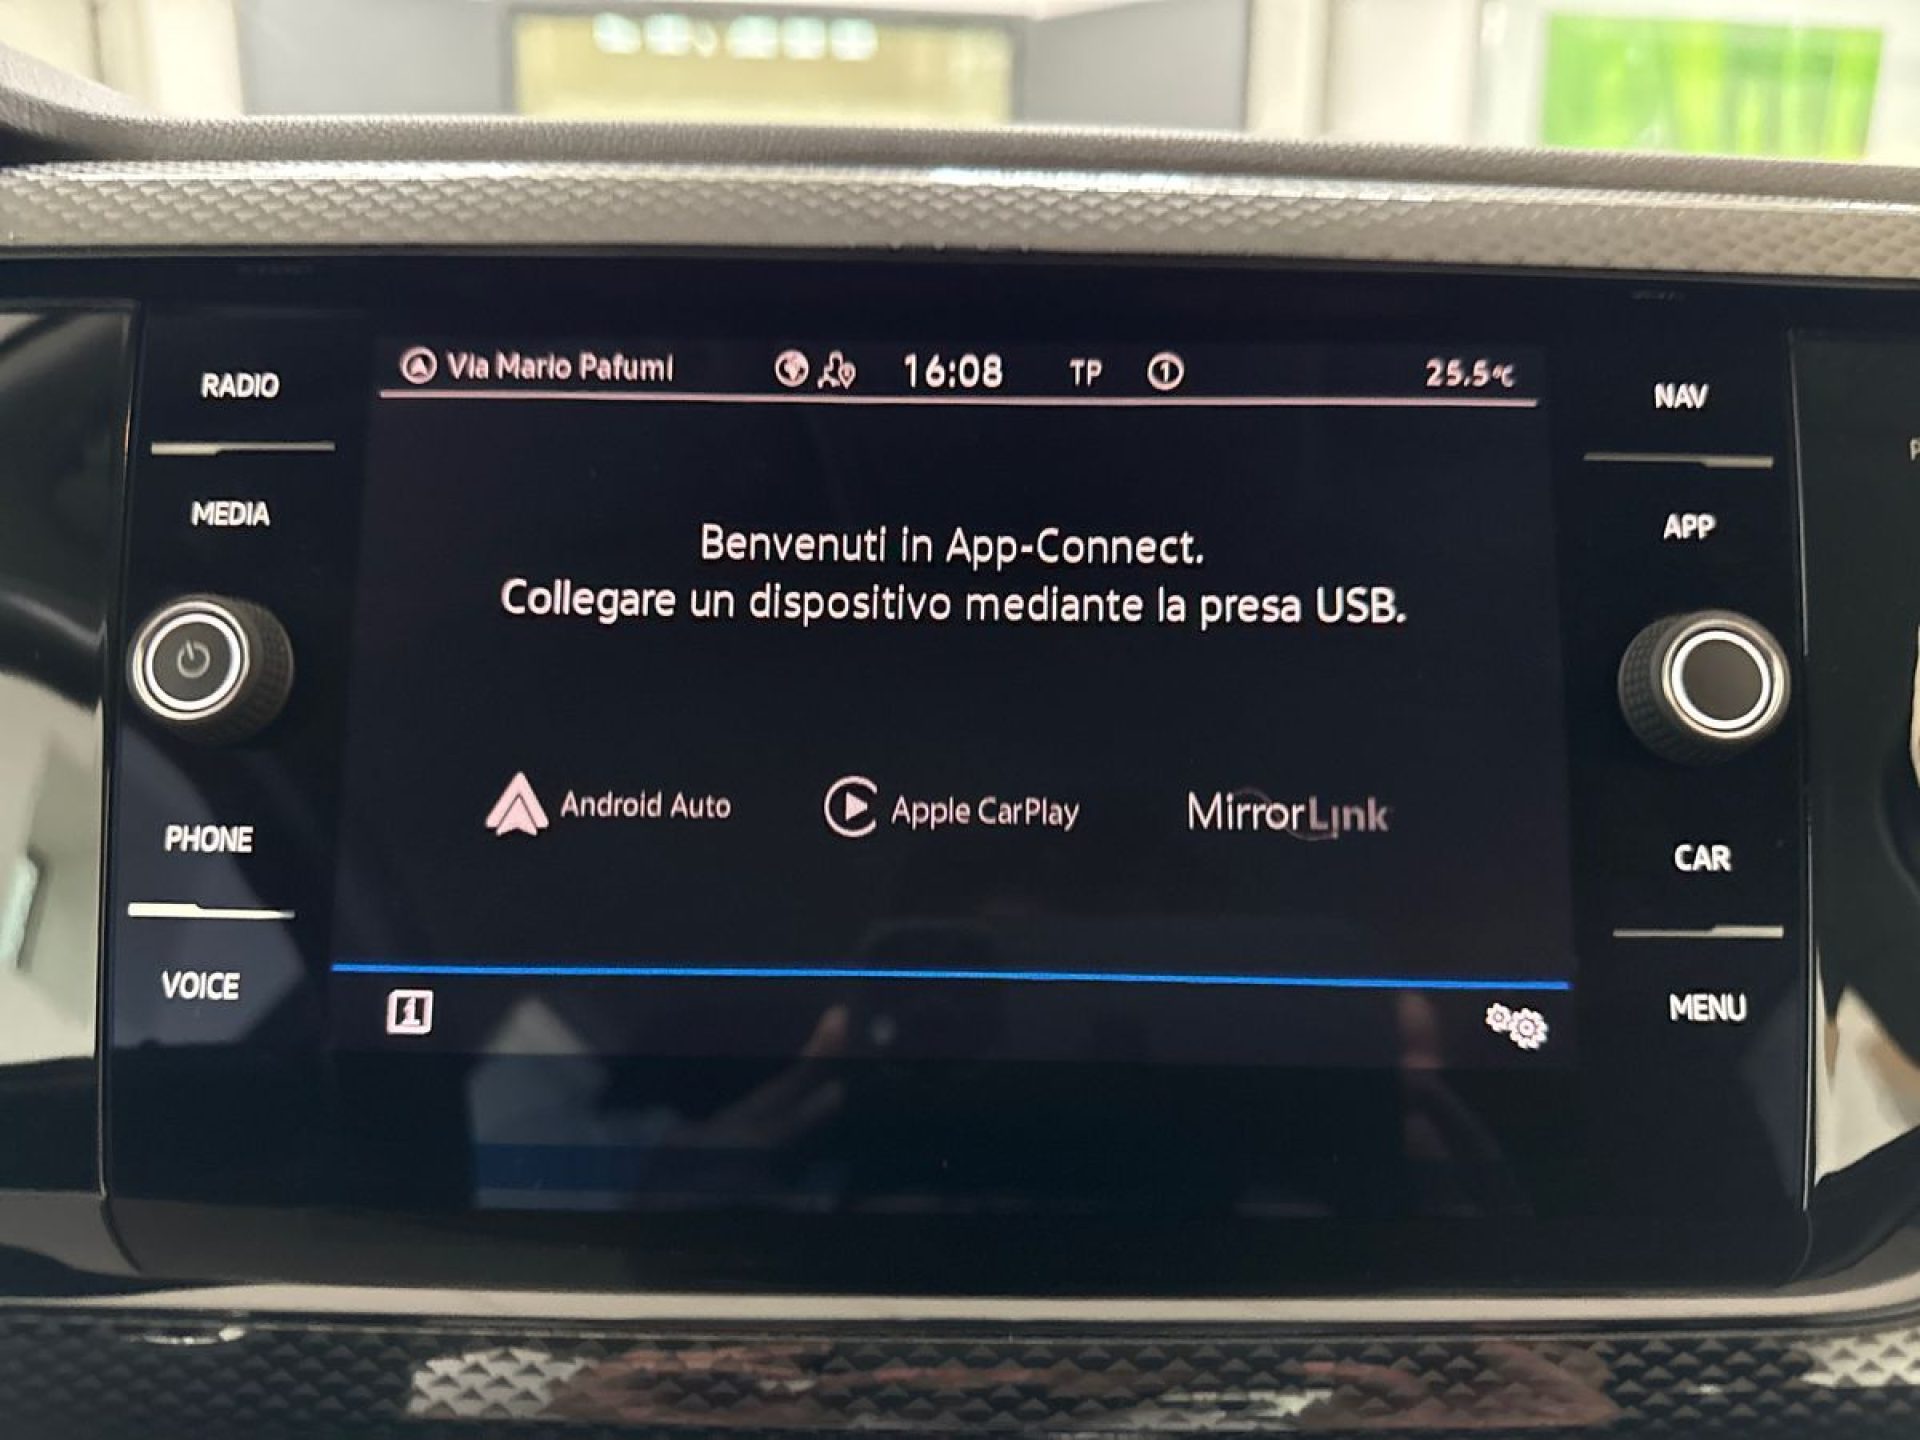 Via Mario Pafumi 16:08 TP 1 25.5°C
RADIO
MEDIA
PHONE
VOICE
Benvenuti in App-Connect.
Collegare un dispositivo mediante la presa USB.
Android Auto
Apple CarPlay
MirrorLink
NAV
APP
CAR
MENU